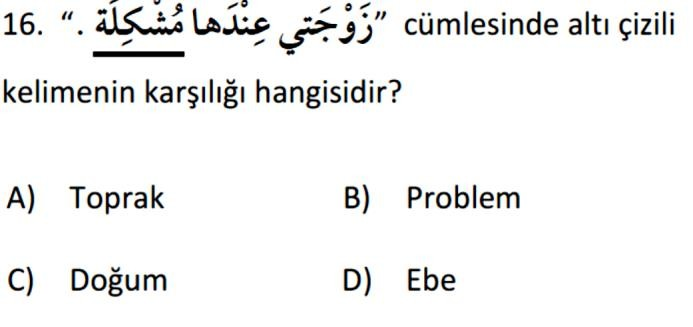 16. “. زَوْجَتي عِنْدَها مُشْكِلَة” cümlesinde altı çizili
kelimenin karşılığı hangisidir?
A) Toprak B) Problem
C) Doğum D) Ebe